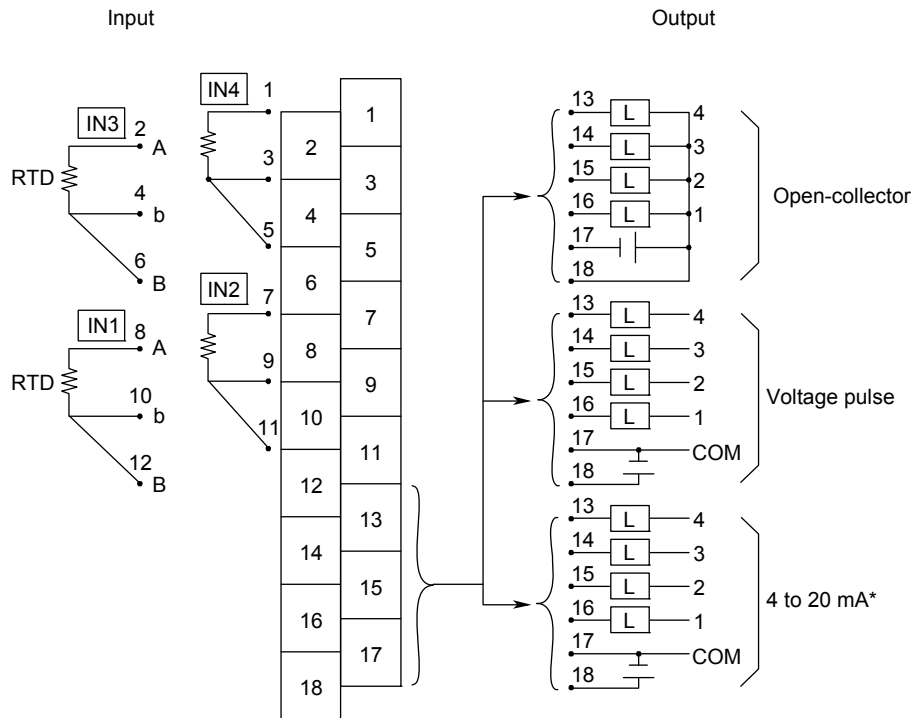 Input
Output
IN4
1
3
5
IN3
2
A
RTD
4
b
6
B
IN2
7
9
11
IN1
8
A
RTD
10
b
12
B
1
2
3
4
5
6
7
8
9
10
11
12
13
14
15
16
17
18
13 L 4
14 L 3
15 L 2
16 L 1
17
18
Open-collector
13 L 4
14 L 3
15 L 2
16 L 1
17 COM
18
Voltage pulse
13 L 4
14 L 3
15 L 2
16 L 1
17 COM
18
4 to 20 mA*